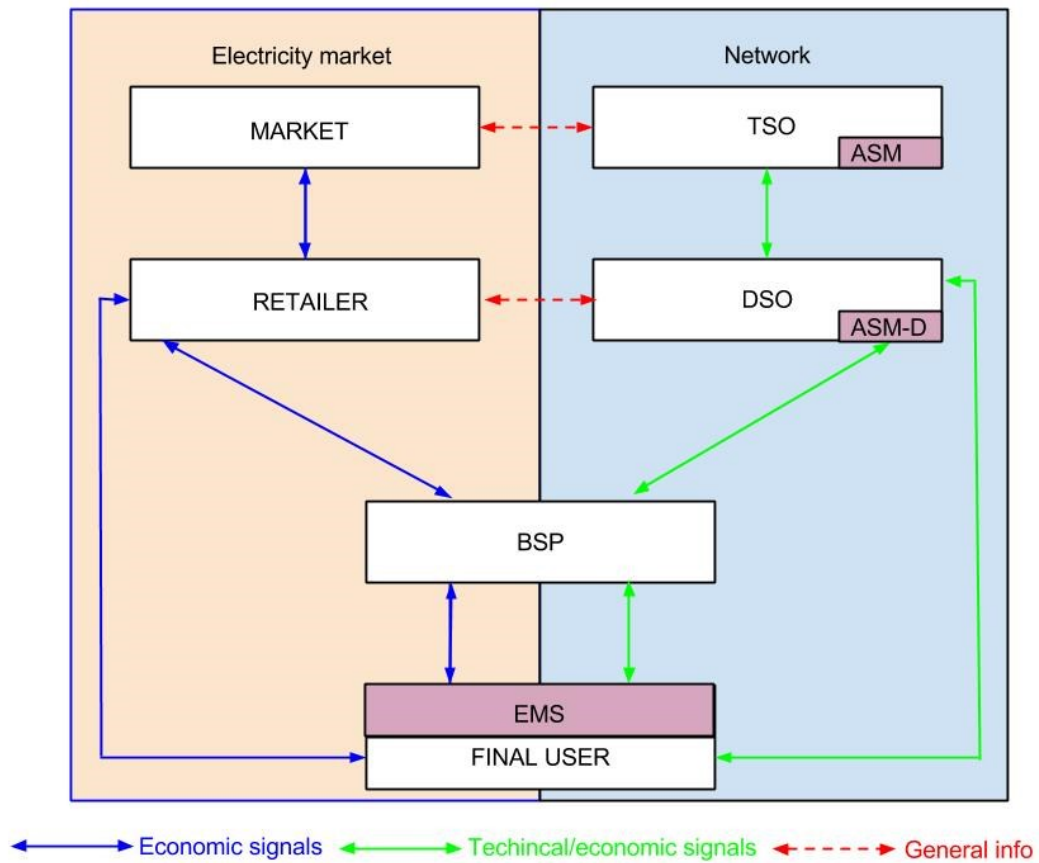 Electricity market
Network
MARKET
TSO
ASM
RETAILER
DSO
ASM-D
BSP
EMS
FINAL USER
Economic signals
Techincal/economic signals
General info